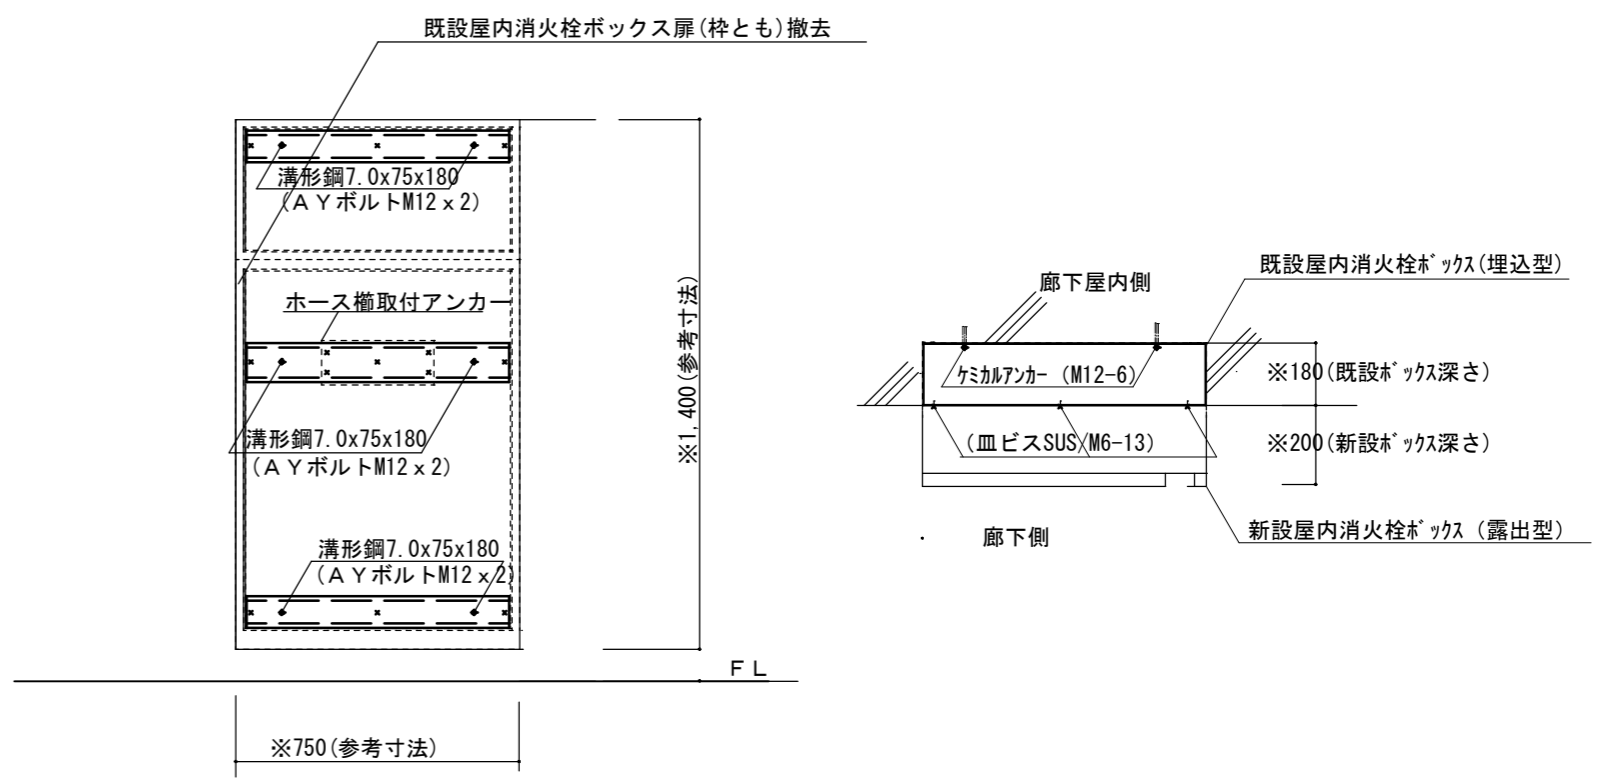 既設屋内消火栓ボックス扉(枠とも)撤去
溝形鋼7.0x75x180
(ＡＹボルトM12ｘ2)
ホース櫛取付アンカー
溝形鋼7.0x75x180
(ＡＹボルトM12ｘ2)
溝形鋼7.0x75x180
(ＡＹボルトM12ｘ2)
※1,400(参考寸法)
ＦＬ
※750(参考寸法)
廊下屋内側
既設屋内消火栓ﾎﾞｯｸｽ(埋込型)
ｹﾐｶﾙｱﾝｶｰ (M12-6)
※180(既設ﾎﾞｯｸｽ深さ)
(皿ビスSUS/M6-13)
※200(新設ﾎﾞｯｸｽ深さ)
廊下側
新設屋内消火栓ﾎﾞｯｸｽ (露出型)